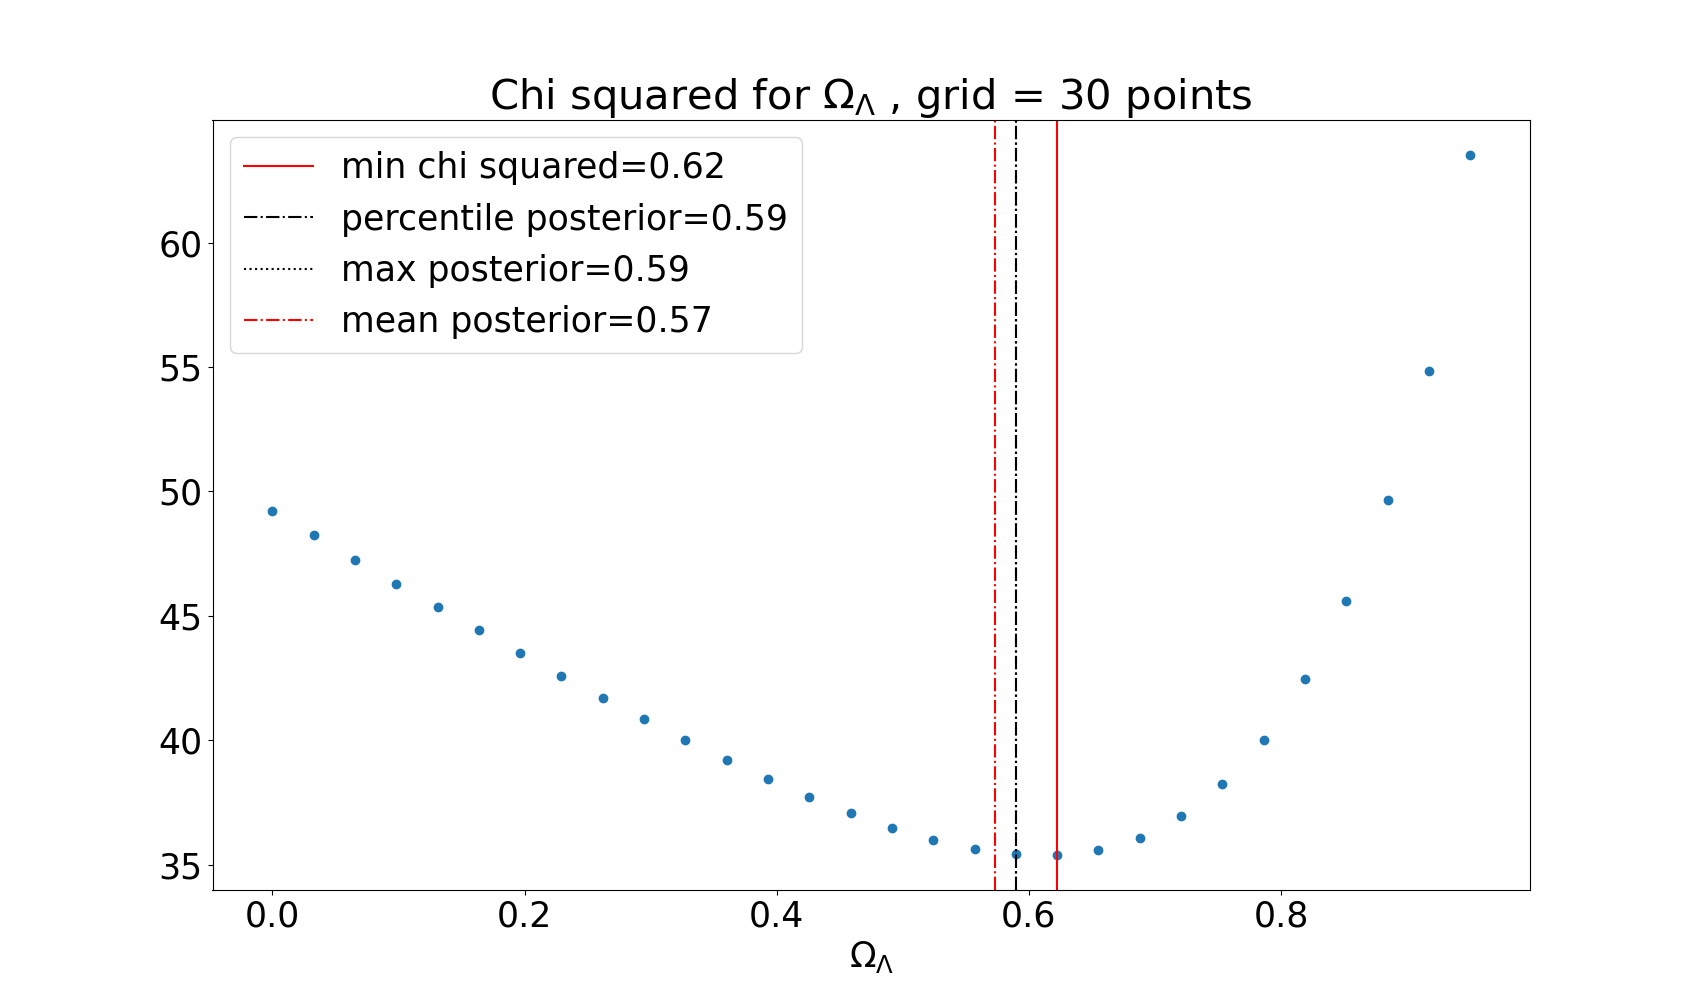 Chi squared for Ω_Λ , grid = 30 points
min chi squared=0.62
percentile posterior=0.59
max posterior=0.59
mean posterior=0.57
60
55
50
45
40
35
0.0 0.2 0.4 0.6 0.8
Ω_Λ